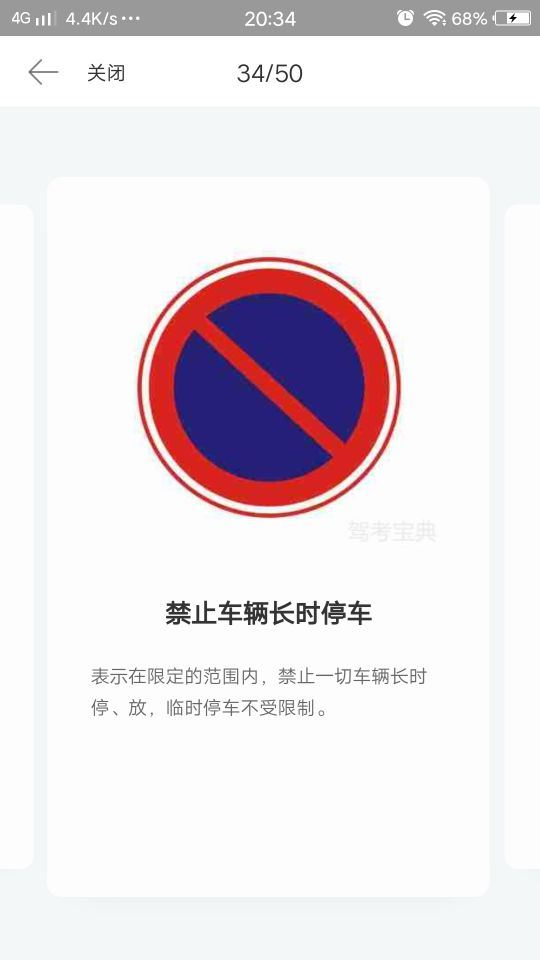 4G 4.4K/s 20:34 68%
关闭 34/50
驾考宝典
禁止车辆长时停车
表示在限定的范围内，禁止一切车辆长时
停、放，临时停车不受限制。